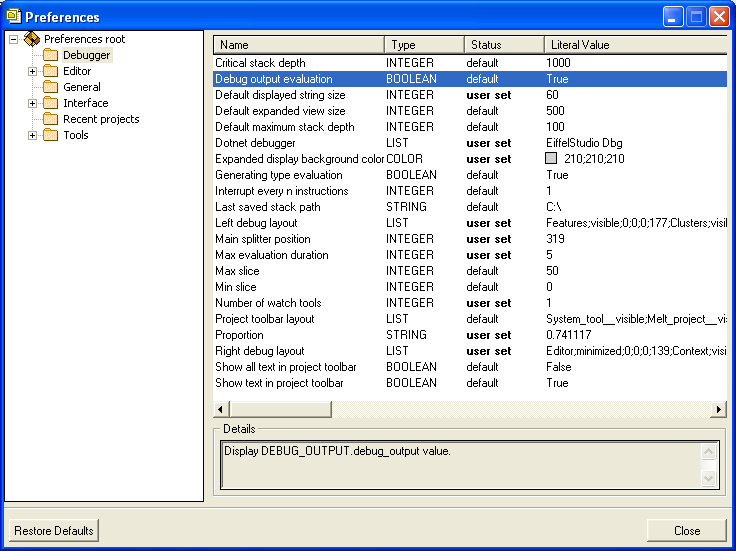 Preferences
Preferences root
Debugger
Editor
General
Interface
Recent projects
Tools
Name Type Status Literal Value
Critical stack depth INTEGER default 1000
Debug output evaluation BOOLEAN default True
Default displayed string size INTEGER user set 60
Default expanded view size INTEGER default 500
Default maximum stack depth INTEGER default 100
Dotnet debugger LIST user set EiffelStudio Dbg
Expanded display background color COLOR user set 210;210;210
Generating type evaluation BOOLEAN default True
Interrupt every n instructions INTEGER default 1
Last saved stack path STRING default C:\
Left debug layout LIST user set Features;visible;0;0;0;177;Clusters;visi
Main splitter position INTEGER user set 319
Max evaluation duration INTEGER user set 5
Max slice INTEGER default 50
Min slice INTEGER default 0
Number of watch tools INTEGER user set 1
Project toolbar layout LIST default System_tool__visible;Melt_project__vis
Proportion STRING user set 0.741117
Right debug layout LIST user set Editor;minimized;0;0;0;139;Context;visi
Show all text in project toolbar BOOLEAN default False
Show text in project toolbar BOOLEAN default True
Details
Display DEBUG_OUTPUT.debug_output value.
Restore Defaults Close